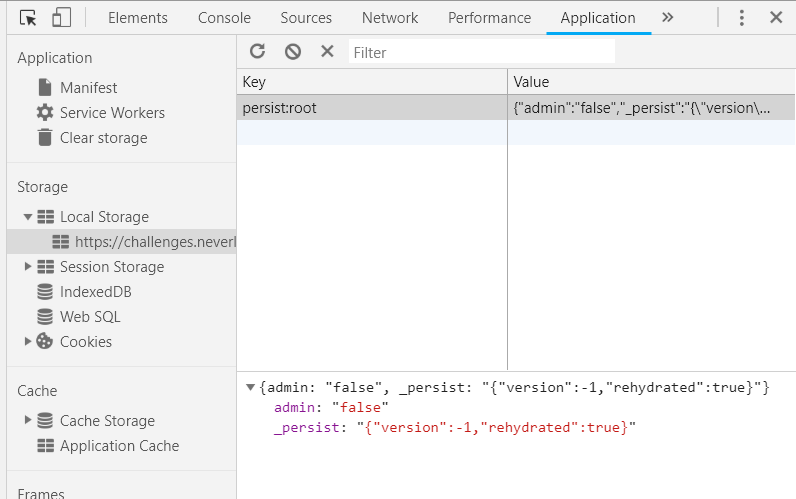 Elements Console Sources Network Performance Application »
Application
Manifest
Service Workers
Clear storage
Storage
Local Storage
https://challenges.neverl
Session Storage
IndexedDB
Web SQL
Cookies
Cache
Cache Storage
Application Cache
Frames
Filter
Key Value
persist:root {"admin":"false","_persist":"{\"version\...
{admin: "false", _persist: "{"version":-1,"rehydrated":true}"}
admin: "false"
_persist: "{"version":-1,"rehydrated":true}"